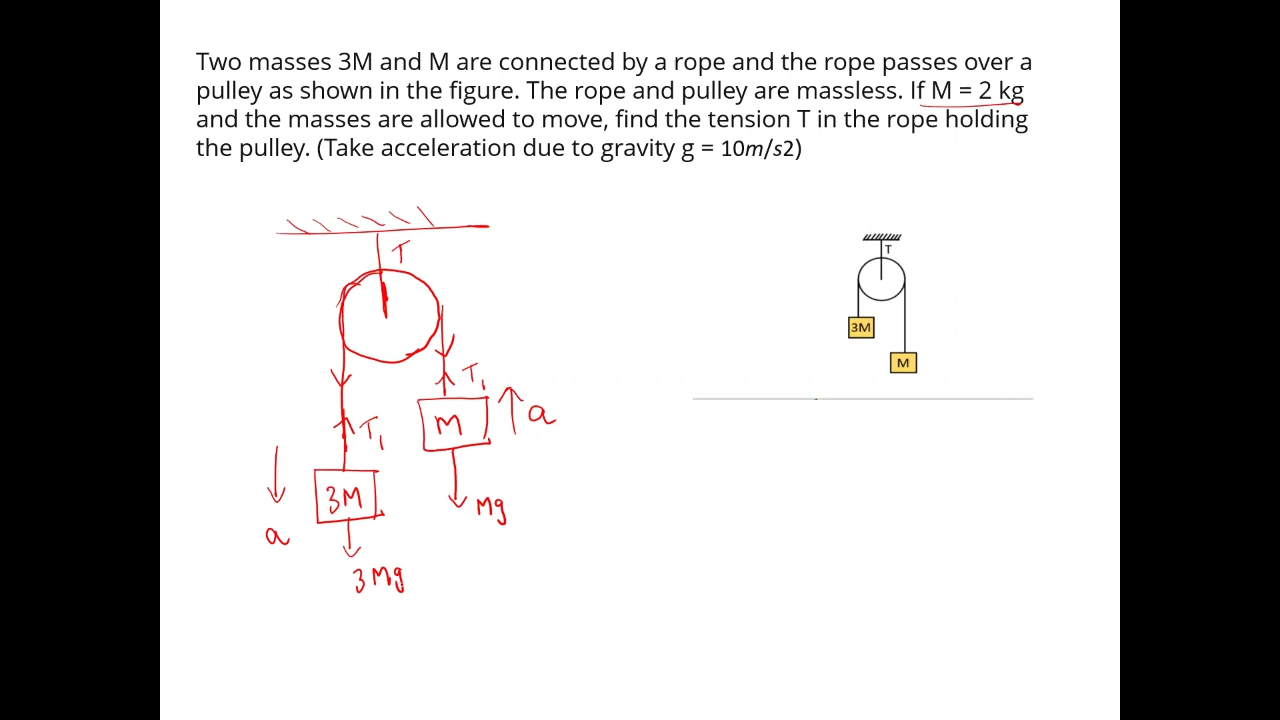 Two masses 3M and M are connected by a rope and the rope passes over a
pulley as shown in the figure. The rope and pulley are massless. If M = 2 kg
and the masses are allowed to move, find the tension T in the rope holding
the pulley. (Take acceleration due to gravity g = 10m/s2)
T
T
3M
M
T₁
M
a
T₁
3M
Mg
a
3Mg